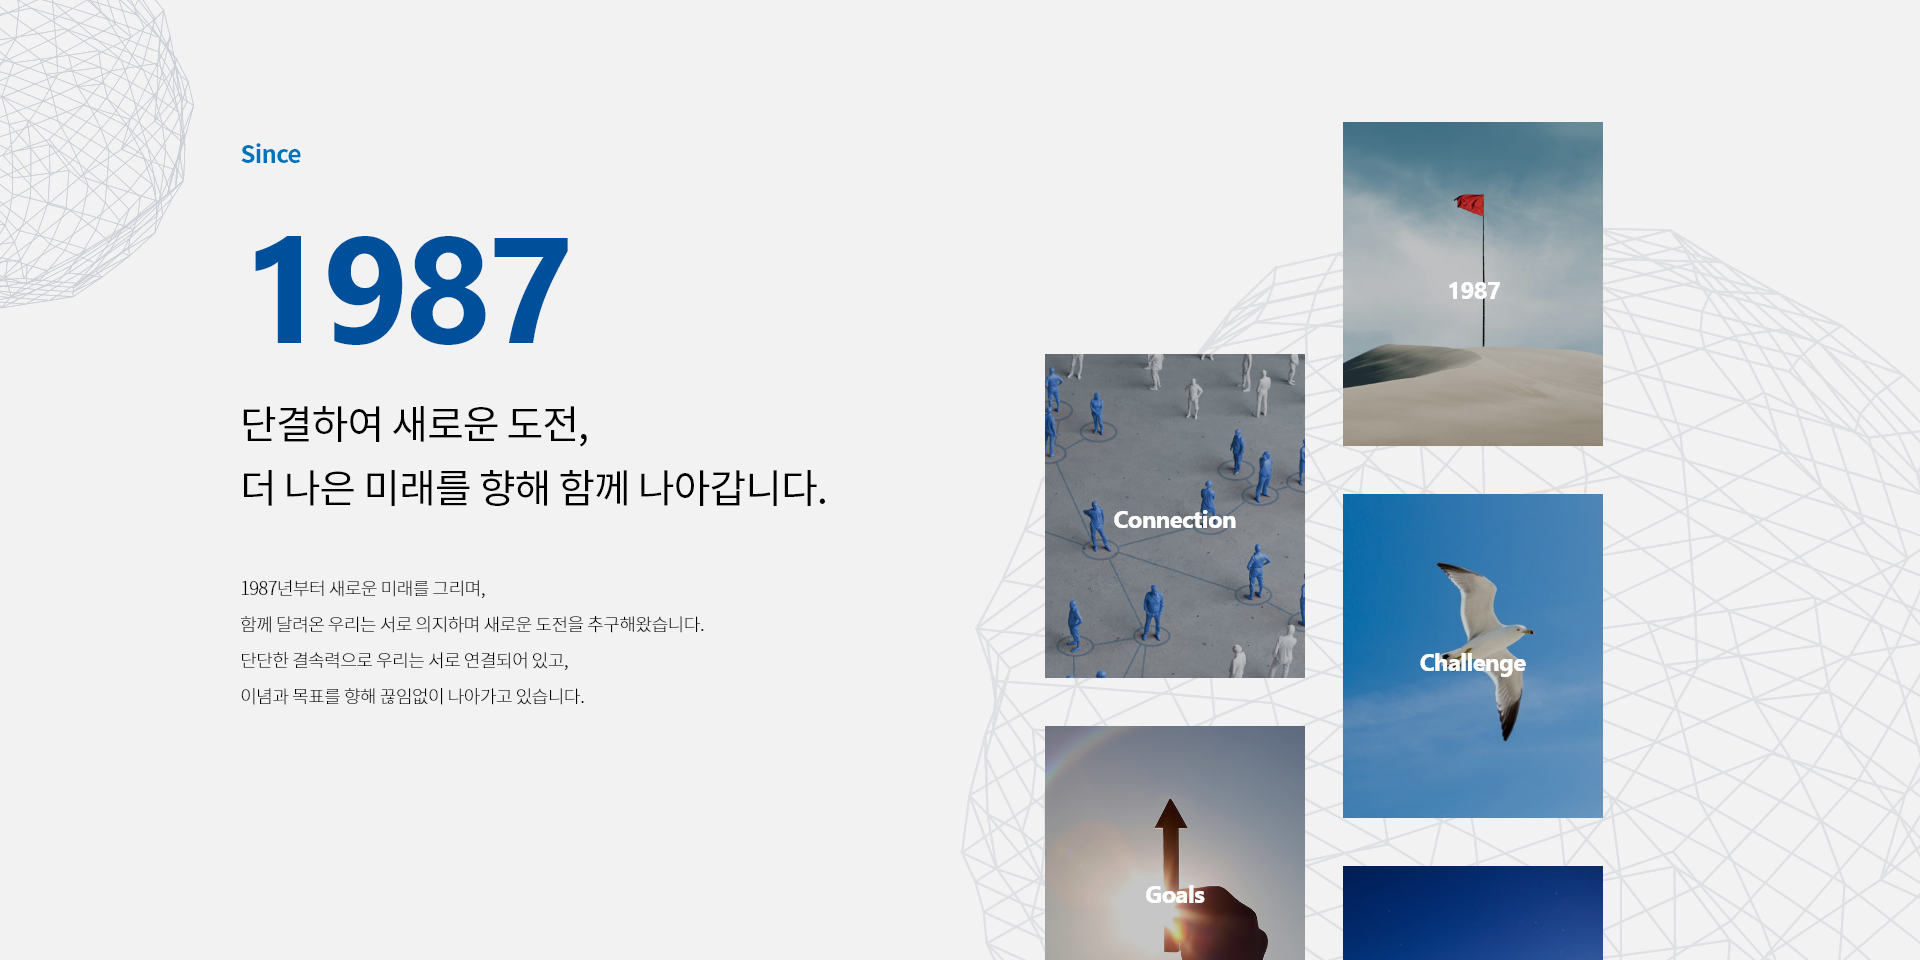 Since
1987
단결하여 새로운 도전,
더 나은 미래를 향해 함께 나아갑니다.
1987년부터 새로운 미래를 그리며,
함께 달려온 우리는 서로 의지하며 새로운 도전을 추구해왔습니다.
단단한 결속력으로 우리는 서로 연결되어 있고,
이념과 목표를 향해 끊임없이 나아가고 있습니다.
1987
Connection
Challenge
Goals